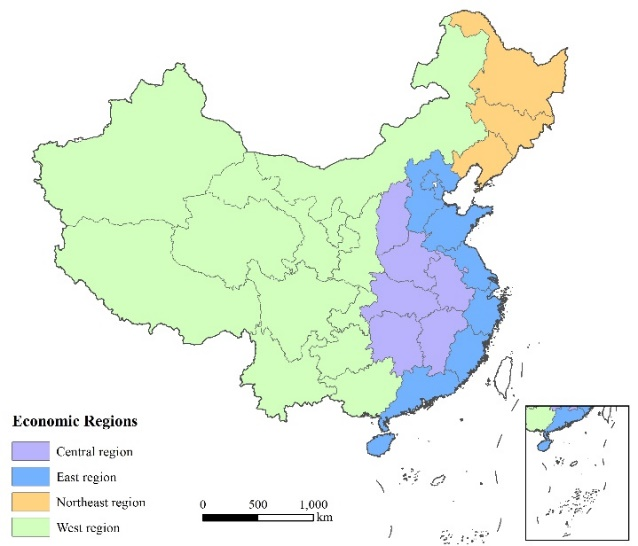 Economic Regions
Central region
East region
Northeast region
West region
0 500 1,000
km